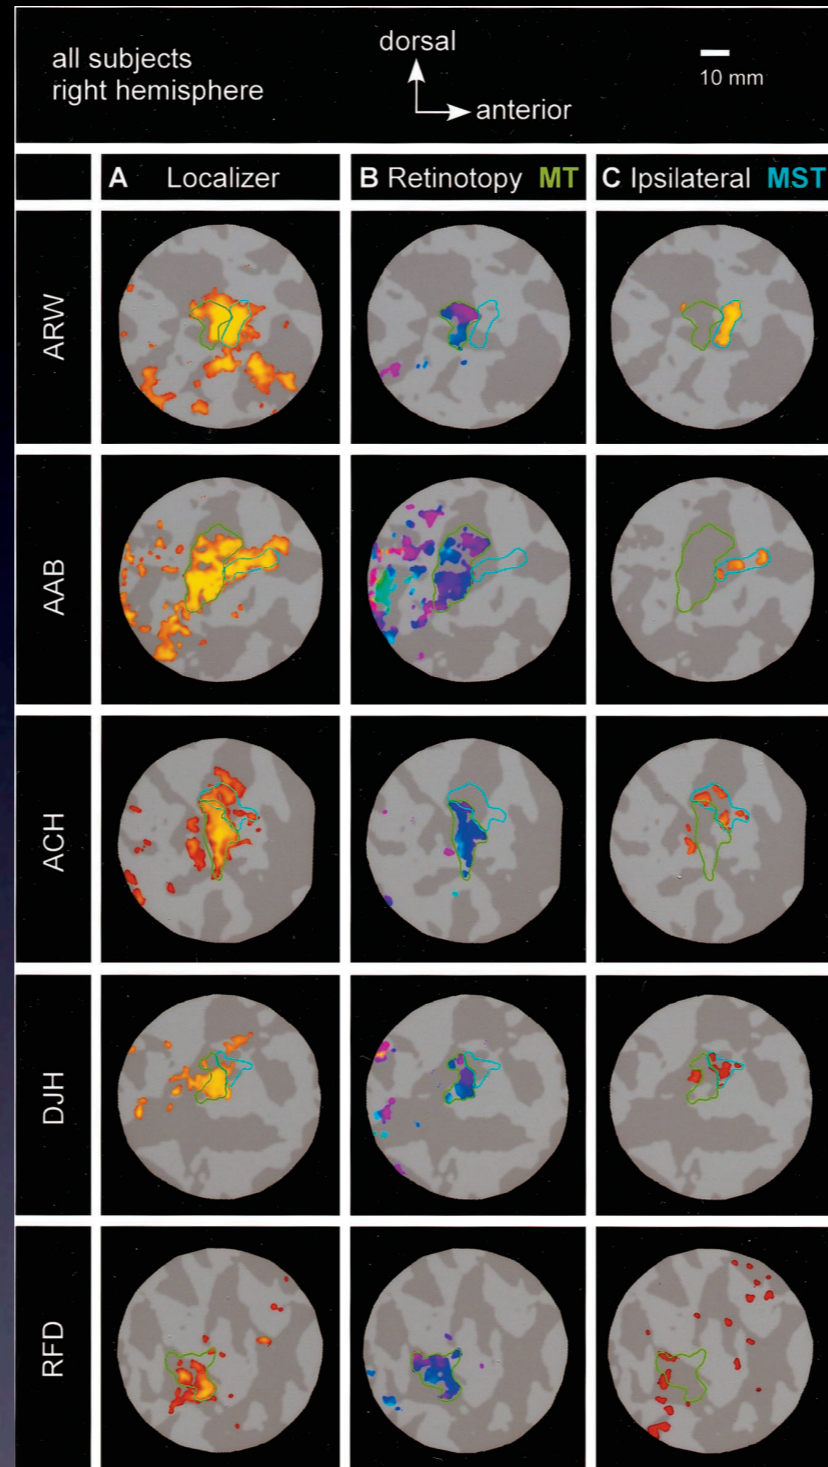 all subjects
right hemisphere
dorsal
anterior
10 mm
A Localizer
B Retinotopy MT
C Ipsilateral MST
ARW
AAB
ACH
DJH
RFD